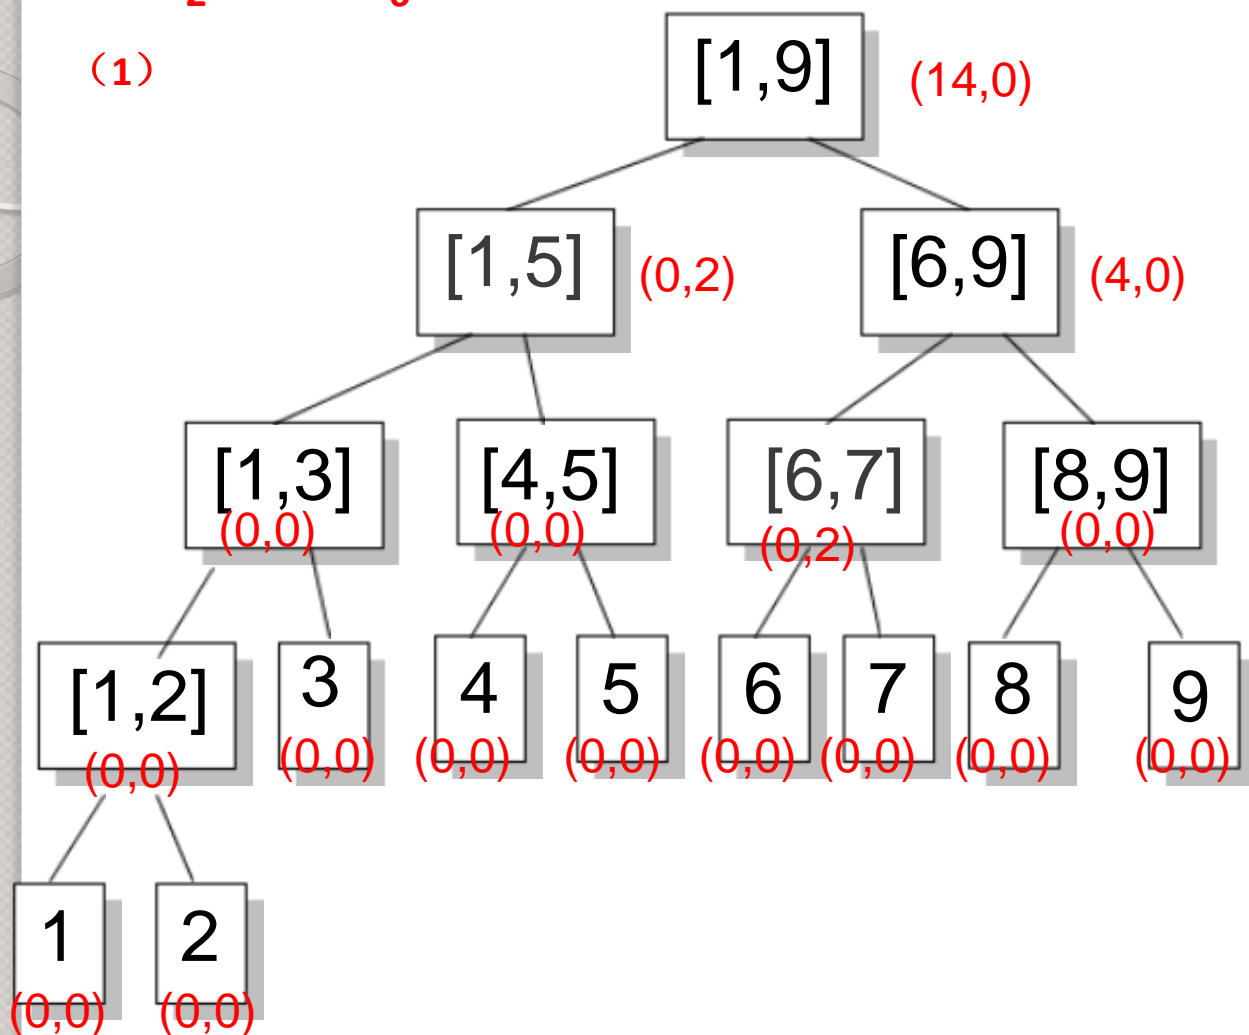 （1）
[1,9] (14,0)
[1,5] (0,2) [6,9] (4,0)
[1,3] [4,5] [6,7] [8,9]
(0,0) (0,0) (0,2) (0,0)
[1,2] 3 4 5 6 7 8 9
(0,0) (0,0) (0,0) (0,0) (0,0) (0,0) (0,0) (0,0)
1 2
(0,0) (0,0)